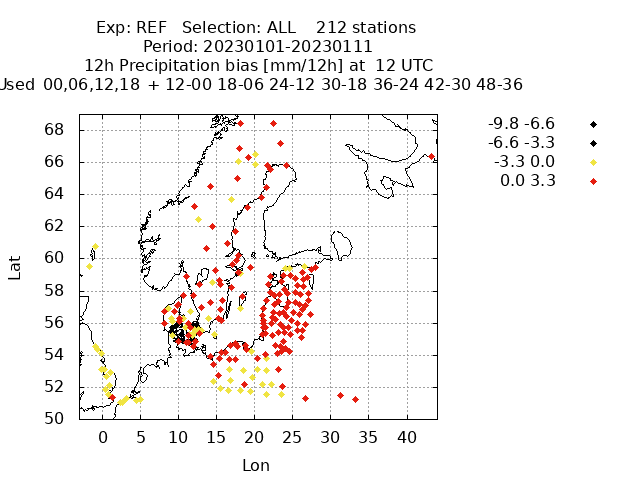 Exp: REF Selection: ALL 212 stations
Period: 20230101-20230111
12h Precipitation bias [mm/12h] at 12 UTC
Used 00,06,12,18 + 12-00 18-06 24-12 30-18 36-24 42-30 48-36
-9.8 -6.6
-6.6 -3.3
-3.3 0.0
0.0 3.3
68
66
64
62
60
58
56
54
52
50
Lat
0 5 10 15 20 25 30 35 40
Lon